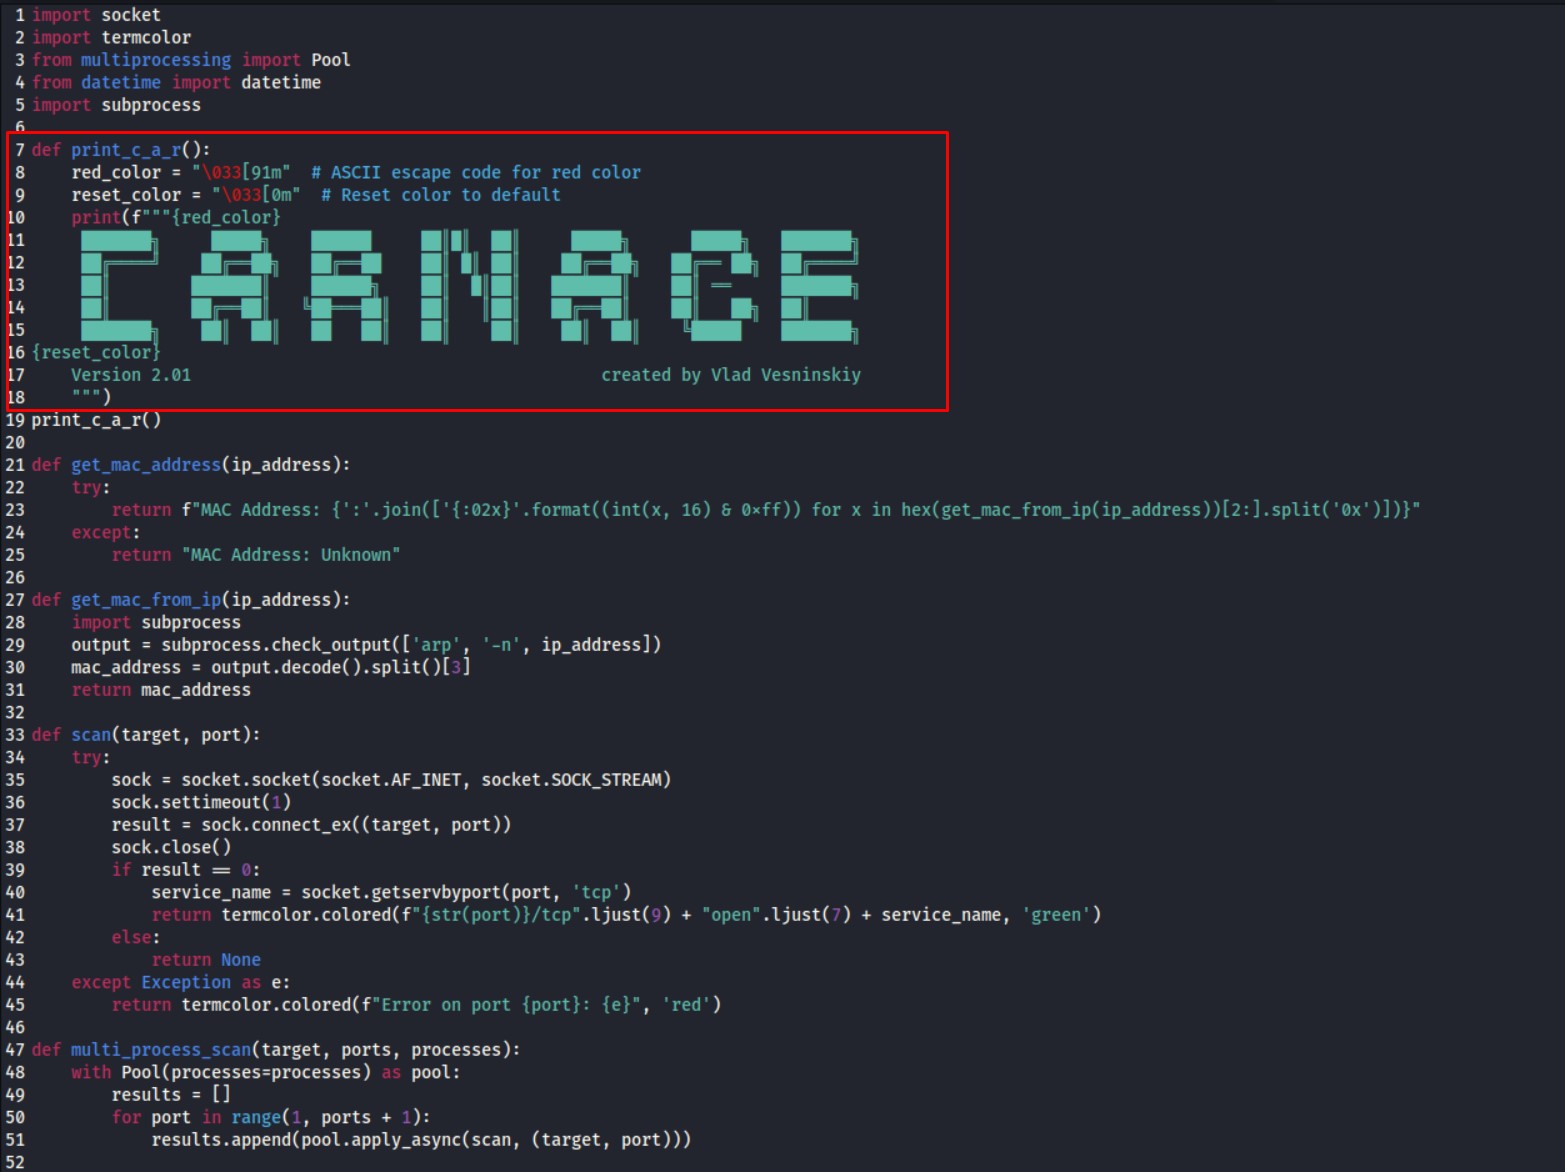 1 import socket
2 import termcolor
3 from multiprocessing import Pool
4 from datetime import datetime
5 import subprocess
6
7 def print_c_a_r():
8     red_color = "\033[91m"  # ASCII escape code for red color
9     reset_color = "\033[0m"  # Reset color to default
10     print(f"""{red_color}
11
12
13 CARNAGE
14
15
16 {reset_color}
17     Version 2.01                                         created by Vlad Vesninskiy
18     """)
19 print_c_a_r()
20
21 def get_mac_address(ip_address):
22     try:
23         return f"MAC Address: {':'.join(['{:02x}'.format((int(x, 16) & 0xff)) for x in hex(get_mac_from_ip(ip_address))[2:].split('0x')])}"
24     except:
25         return "MAC Address: Unknown"
26
27 def get_mac_from_ip(ip_address):
28     import subprocess
29     output = subprocess.check_output(['arp', '-n', ip_address])
30     mac_address = output.decode().split()[3]
31     return mac_address
32
33 def scan(target, port):
34     try:
35         sock = socket.socket(socket.AF_INET, socket.SOCK_STREAM)
36         sock.settimeout(1)
37         result = sock.connect_ex((target, port))
38         sock.close()
39         if result == 0:
40             service_name = socket.getservbyport(port, 'tcp')
41             return termcolor.colored(f"{str(port)}/tcp".ljust(9) + "open".ljust(7) + service_name, 'green')
42         else:
43             return None
44     except Exception as e:
45         return termcolor.colored(f"Error on port {port}: {e}", 'red')
46
47 def multi_process_scan(target, ports, processes):
48     with Pool(processes=processes) as pool:
49         results = []
50         for port in range(1, ports + 1):
51             results.append(pool.apply_async(scan, (target, port)))
52